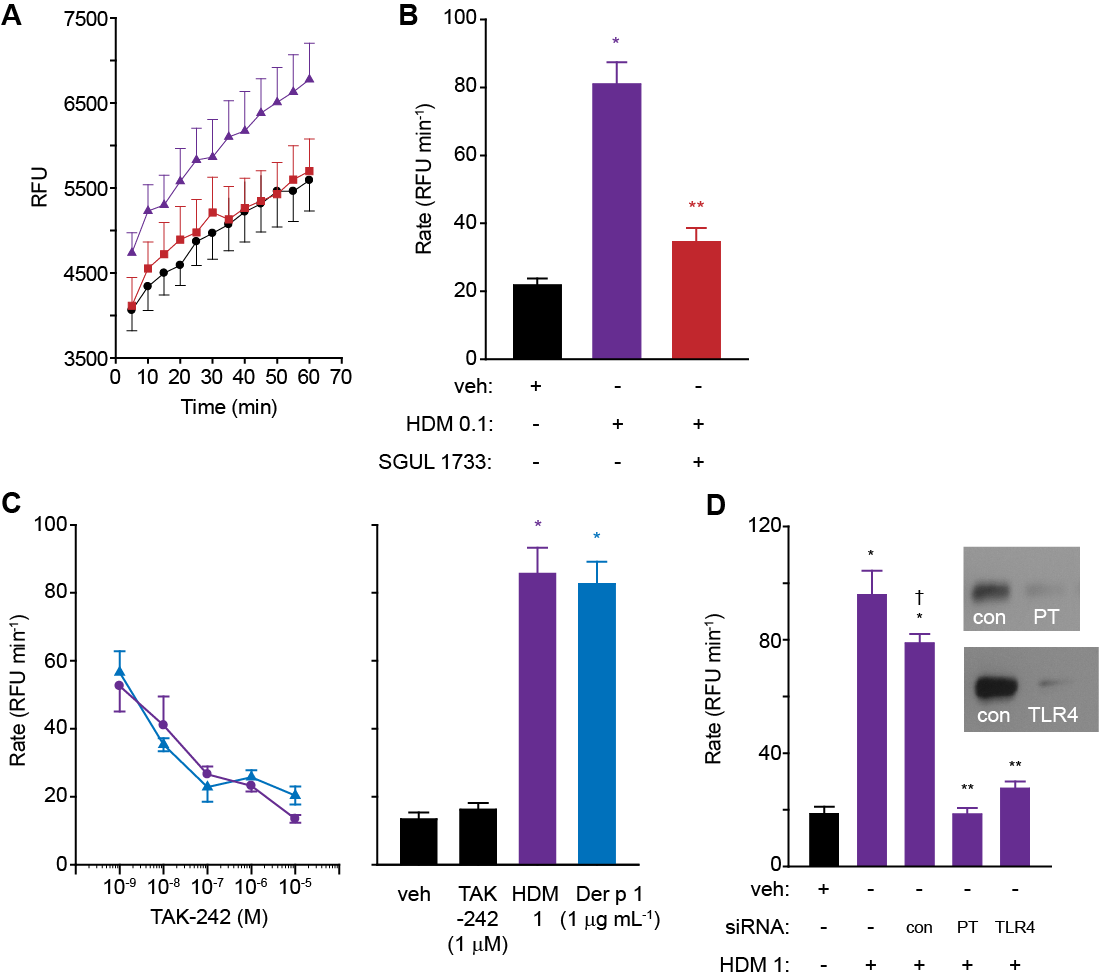 A
7500
6500
5500
4500
3500
RFU
0 10 20 30 40 50 60 70
Time (min)
B
100
80
60
40
20
0
Rate (RFU min-1)
*
**
veh: + - -
HDM 0.1: - + +
SGUL 1733: - - +
C
100
80
60
40
20
0
Rate (RFU min-1)
10-9 10-8 10-7 10-6 10-5
TAK-242 (M)
* *
veh TAK HDM Der p 1
-242 1 (1 μg mL-1)
(1 μM)
D
120
80
40
0
Rate (RFU min-1)
*
†
*
**
**
con PT
con TLR4
veh: + - - - -
siRNA: - - con PT TLR4
HDM 1: - + + + +